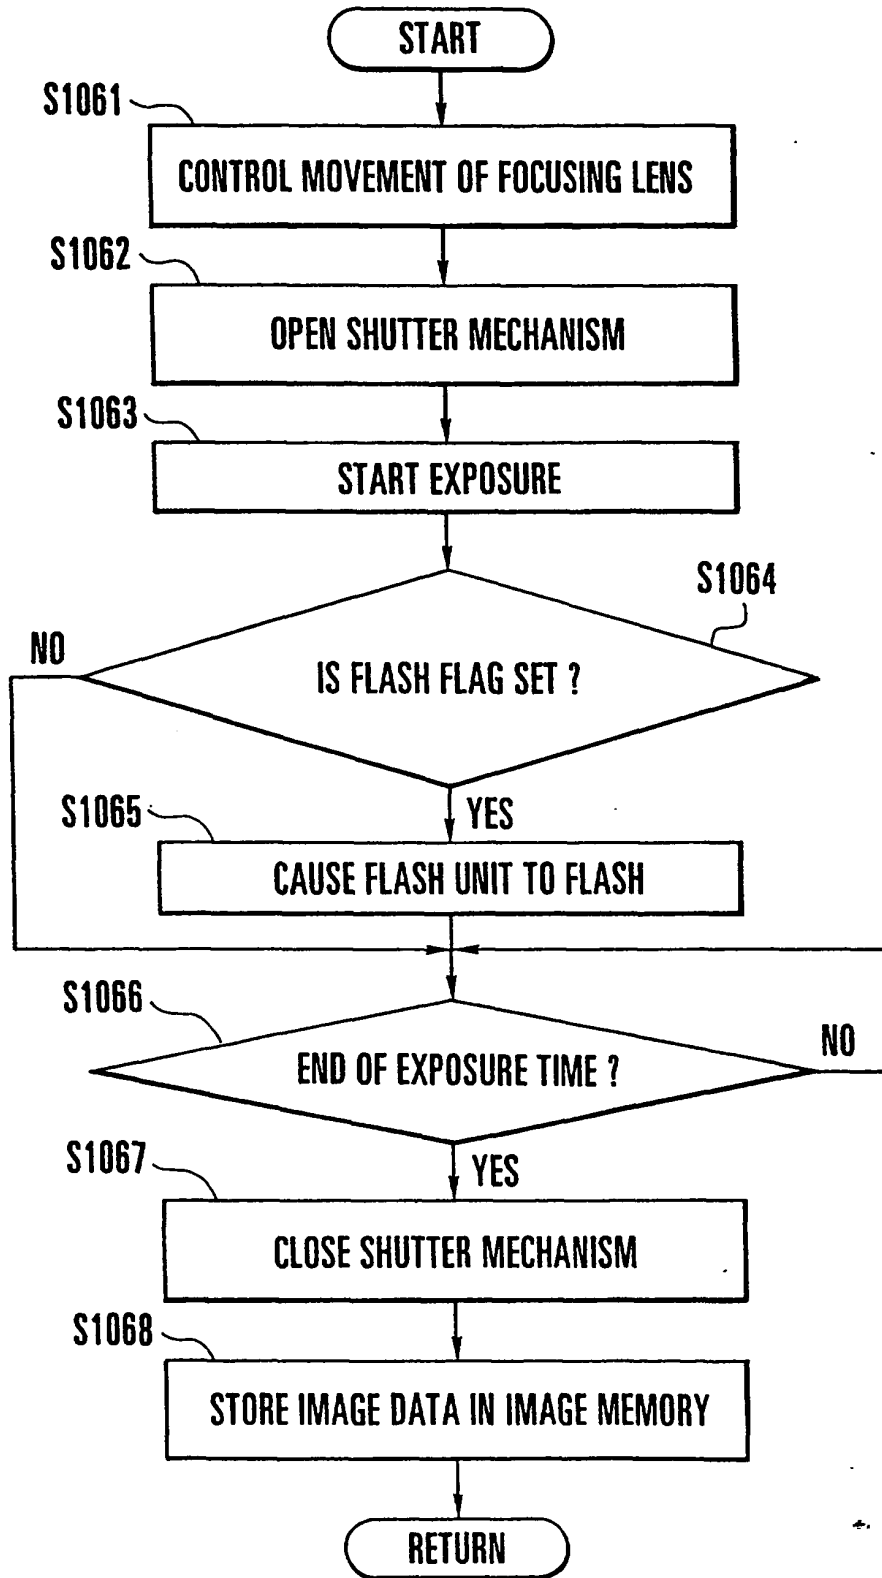 START
S1061
CONTROL MOVEMENT OF FOCUSING LENS
S1062
OPEN SHUTTER MECHANISM
S1063
START EXPOSURE
S1064
NO
IS FLASH FLAG SET ?
YES
S1065
CAUSE FLASH UNIT TO FLASH
S1066
NO
END OF EXPOSURE TIME ?
YES
S1067
CLOSE SHUTTER MECHANISM
S1068
STORE IMAGE DATA IN IMAGE MEMORY
RETURN